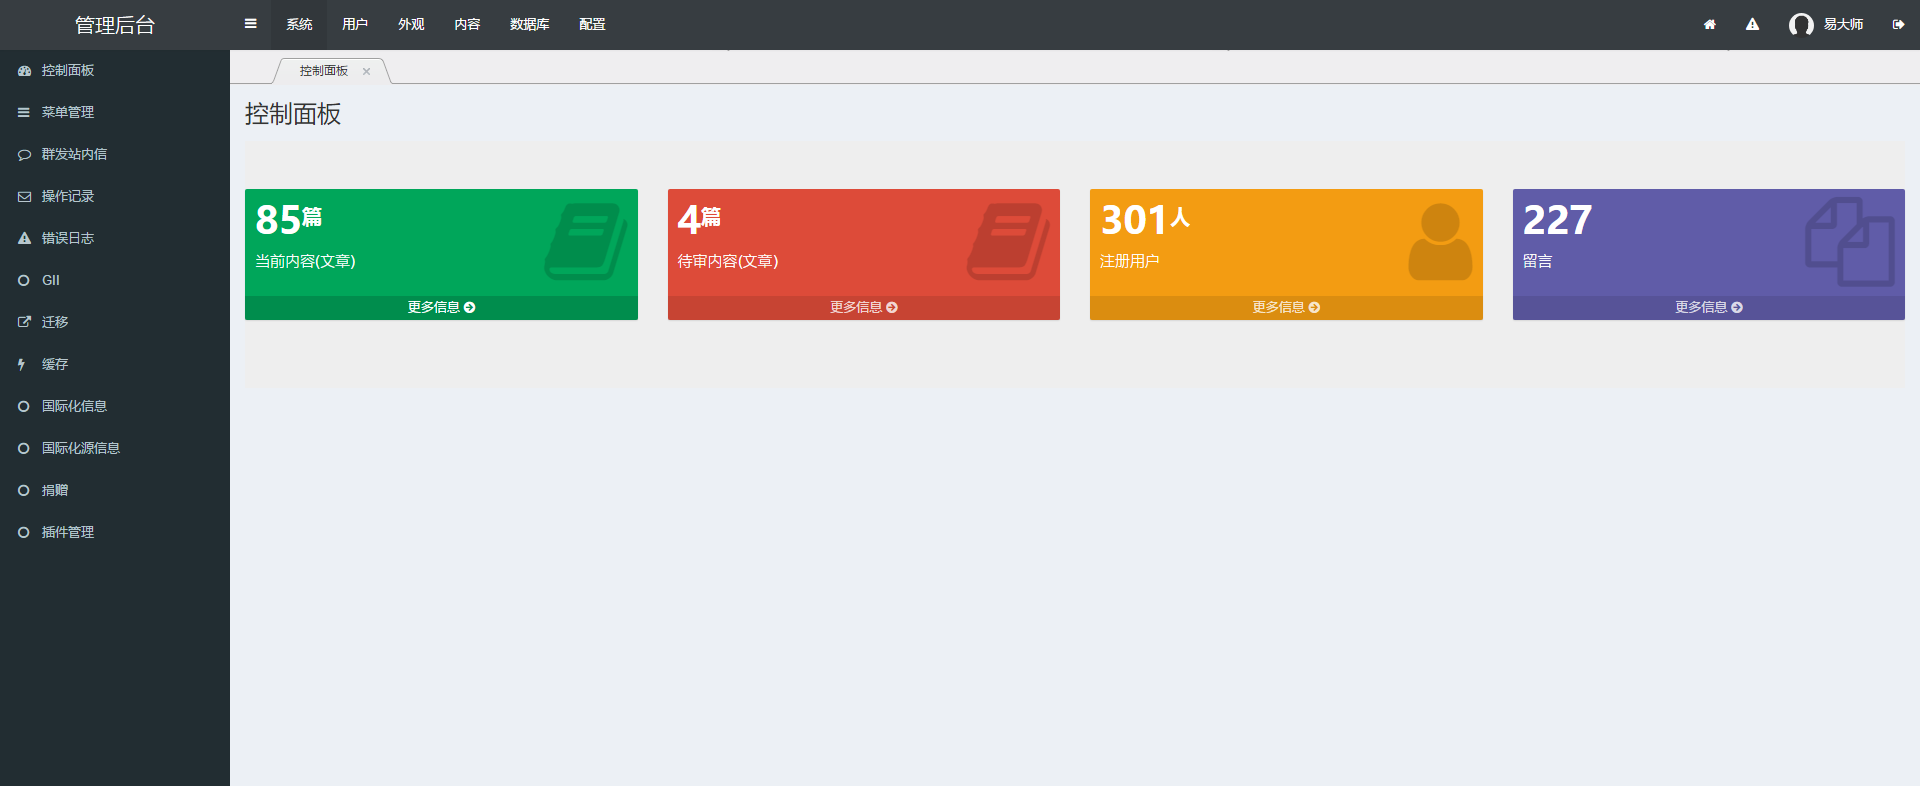 管理后台
系统 用户 外观 内容 数据库 配置
易大师
控制面板
菜单管理
群发站内信
操作记录
错误日志
GII
迁移
缓存
国际化信息
国际化源信息
捐赠
插件管理
控制面板 ×
控制面板
85篇
当前内容(文章)
更多信息
4篇
待审内容(文章)
更多信息
301人
注册用户
更多信息
227
留言
更多信息